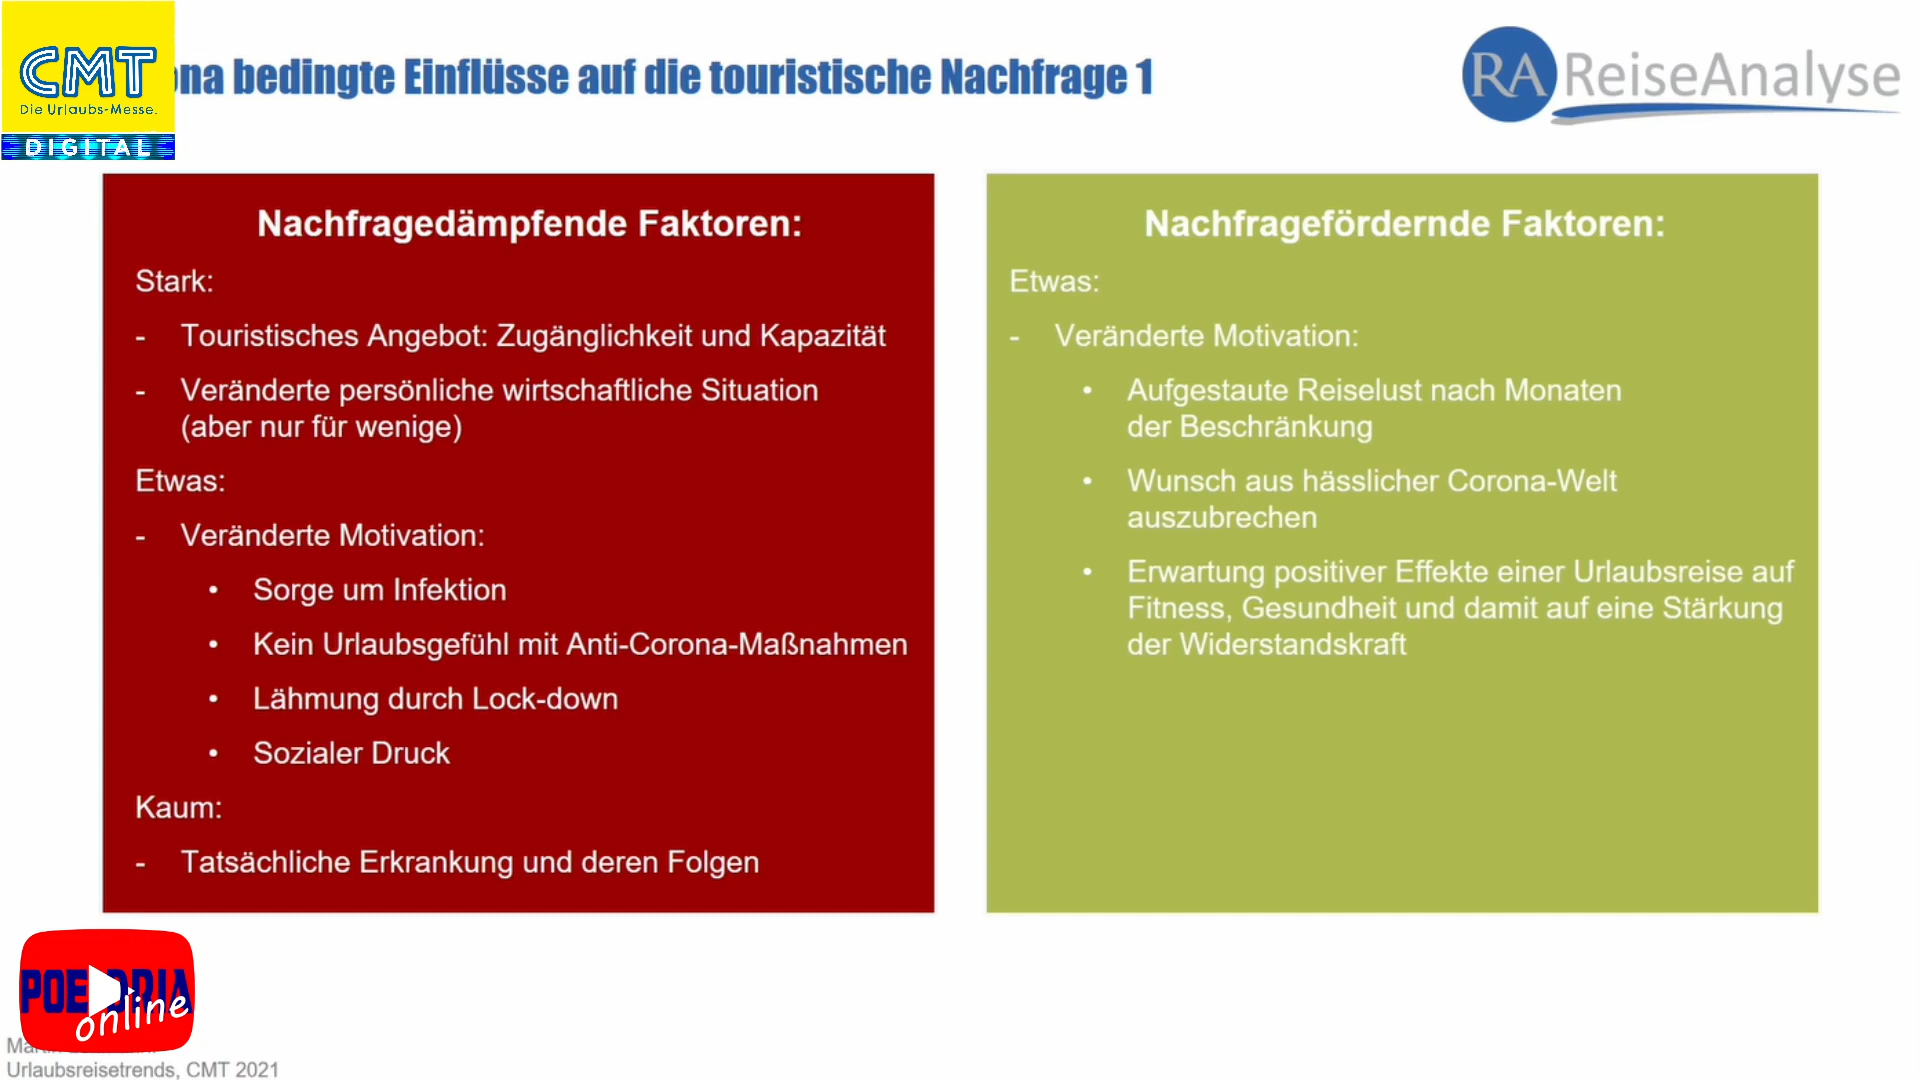 CMT
Die Urlaubs-Messe.
DIGITAL
na bedingte Einflüsse auf die touristische Nachfrage 1
RA ReiseAnalyse
Nachfragedämpfende Faktoren:
Stark:
- Touristisches Angebot: Zugänglichkeit und Kapazität
- Veränderte persönliche wirtschaftliche Situation
(aber nur für wenige)
Etwas:
- Veränderte Motivation:
• Sorge um Infektion
• Kein Urlaubsgefühl mit Anti-Corona-Maßnahmen
• Lähmung durch Lock-down
• Sozialer Druck
Kaum:
- Tatsächliche Erkrankung und deren Folgen
Nachfragefördernde Faktoren:
Etwas:
- Veränderte Motivation:
• Aufgestaute Reiselust nach Monaten
der Beschränkung
• Wunsch aus hässlicher Corona-Welt
auszubrechen
• Erwartung positiver Effekte einer Urlaubsreise auf
Fitness, Gesundheit und damit auf eine Stärkung
der Widerstandskraft
online
Urlaubsreisetrends, CMT 2021